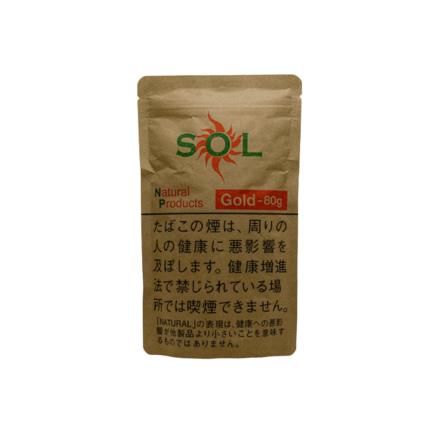 SOL
Natural
Products
Gold-80g
たばこの煙は、周りの
人の健康に悪影響を
及ぼします。健康増進
法で禁じられている場
所では喫煙できません。
「NATURAL」の表現は、健康への悪影
響が他製品より小さいことを意味す
るものではありません。